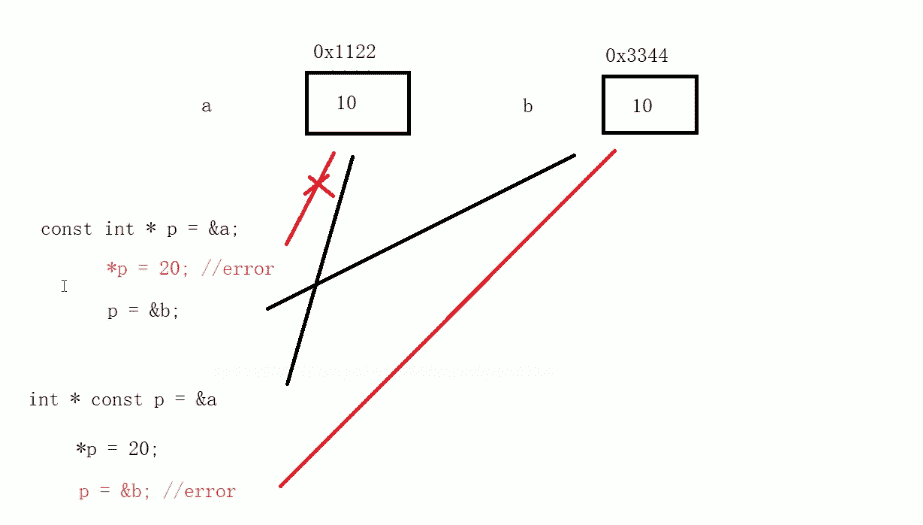 0x1122
0x3344
a
10
b
10
const int * p = &a;
*p = 20; //error
p = &b;
int * const p = &a
*p = 20;
p = &b; //error